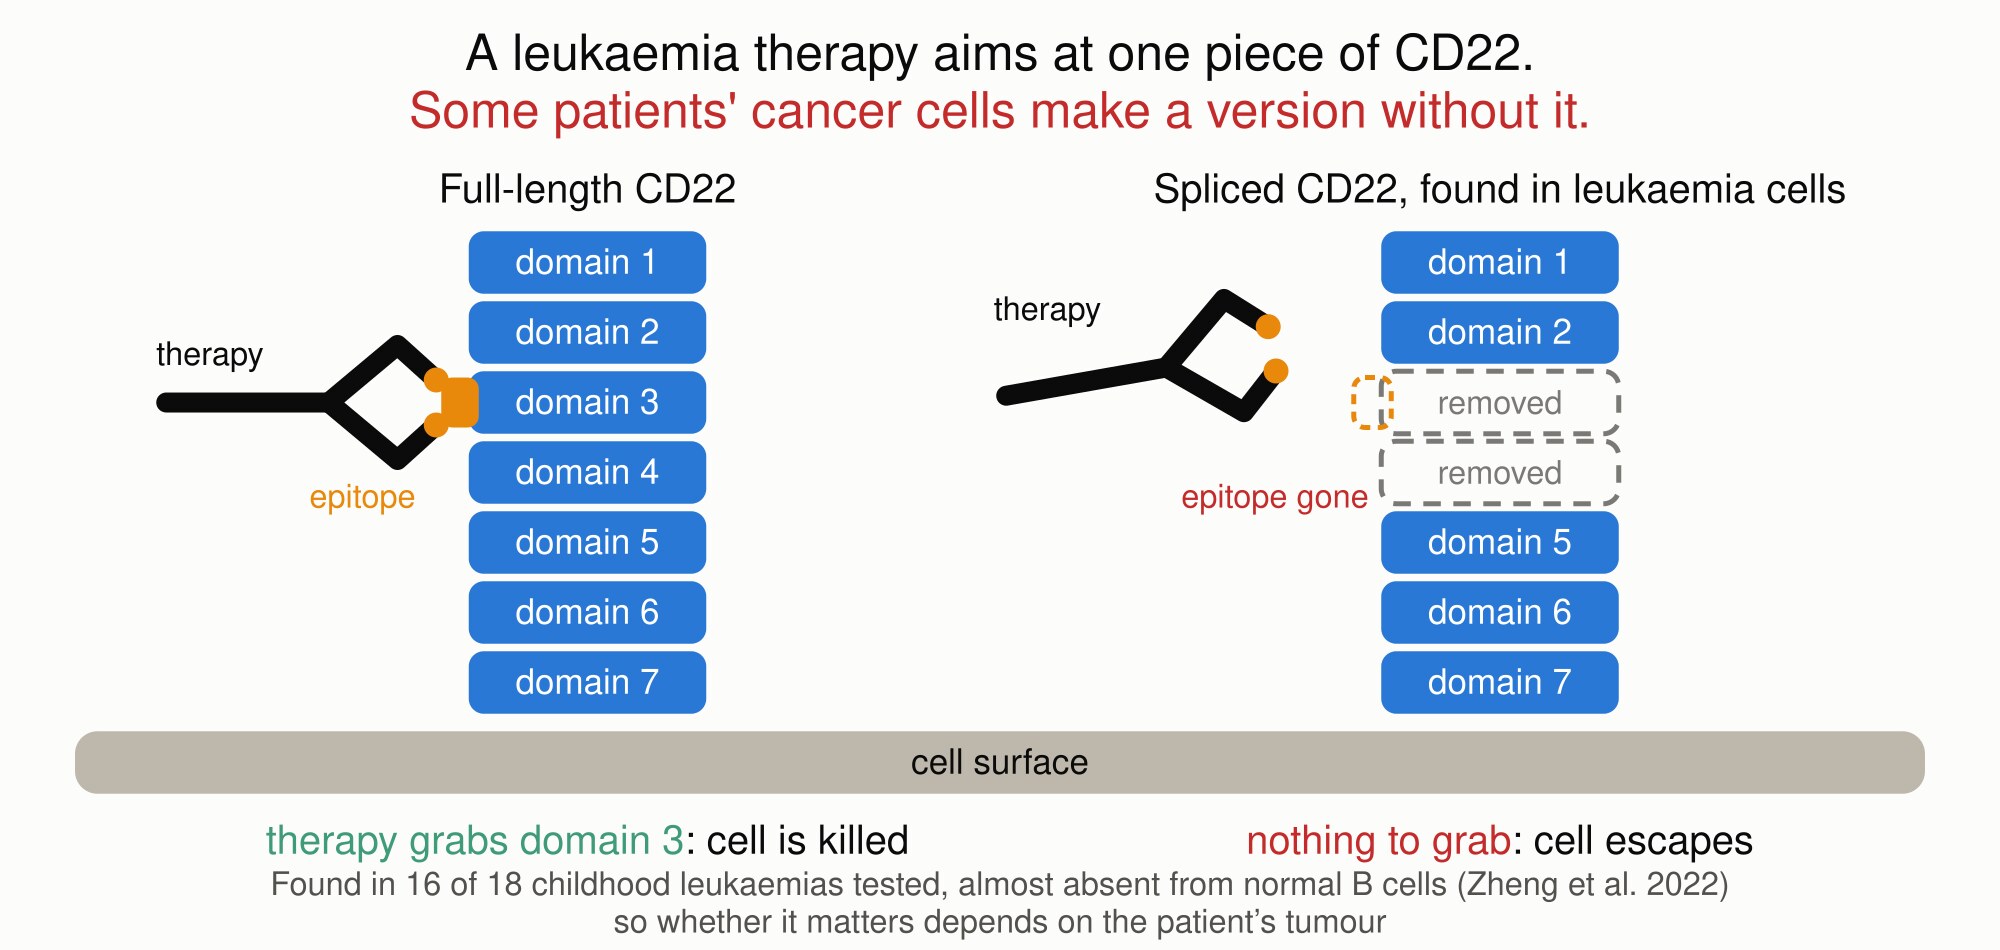 A leukaemia therapy aims at one piece of CD22.
Some patients' cancer cells make a version without it.
Full-length CD22
domain 1
domain 2
therapy
domain 3
domain 4
epitope
domain 5
domain 6
domain 7
Spliced CD22, found in leukaemia cells
domain 1
therapy
domain 2
removed
removed
epitope gone
domain 5
domain 6
domain 7
cell surface
therapy grabs domain 3: cell is killed
nothing to grab: cell escapes
Found in 16 of 18 childhood leukaemias tested, almost absent from normal B cells (Zheng et al. 2022)
so whether it matters depends on the patient’s tumour